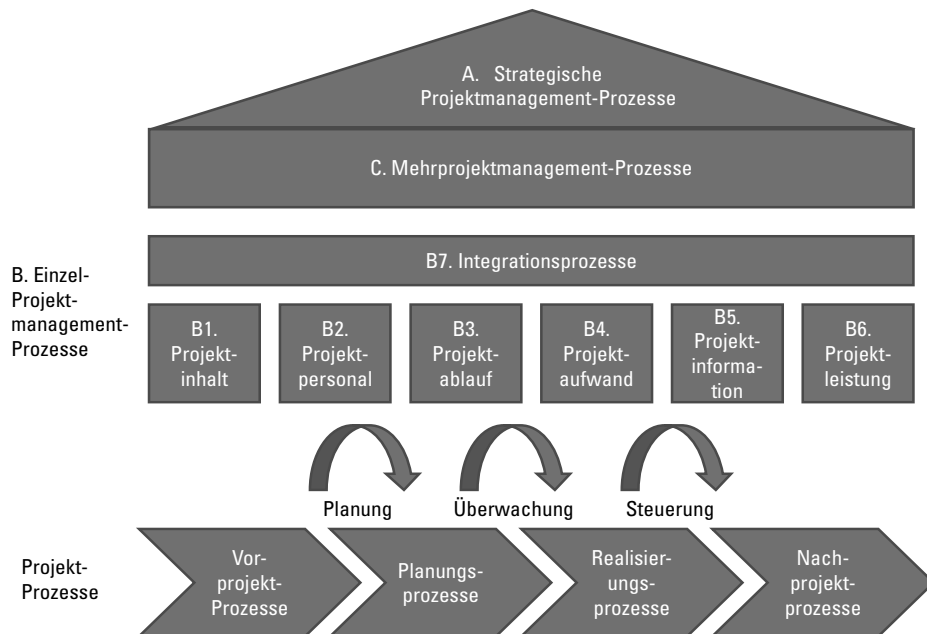 A. Strategische
Projektmanagement-Prozesse
C. Mehrprojektmanagement-Prozesse
B. Einzel-
Projekt-
management-
Prozesse
B7. Integrationsprozesse
B1.
Projekt-
inhalt
B2.
Projekt-
personal
B3.
Projekt-
ablauf
B4.
Projekt-
aufwand
B5.
Projekt-
informa-
tion
B6.
Projekt-
leistung
Planung
Überwachung
Steuerung
Projekt-
Prozesse
Vor-
projekt-
Prozesse
Planungs-
prozesse
Realisier-
ungs-
prozesse
Nach-
projekt-
prozesse